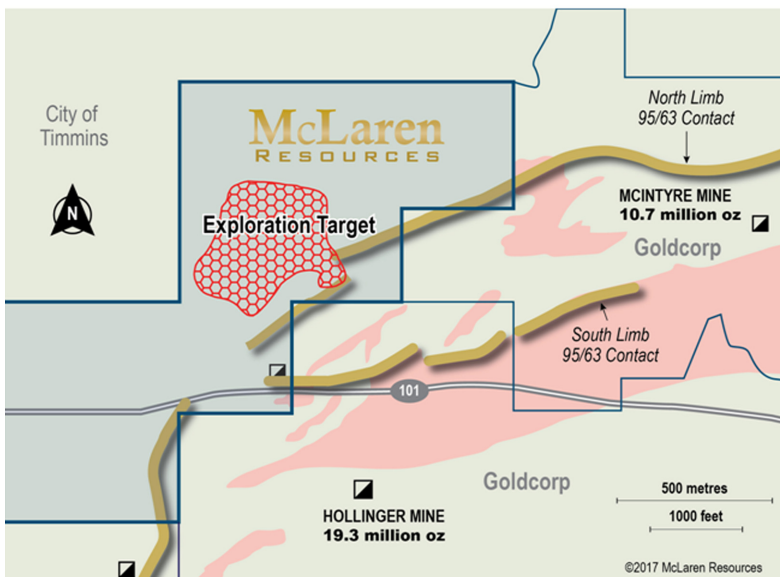 City of
Timmins
McLaren
RESOURCES
North Limb
95/63 Contact
N
Exploration Target
MCINTYRE MINE
10.7 million oz
Goldcorp
South Limb
95/63 Contact
101
Goldcorp
HOLLINGER MINE
19.3 million oz
500 metres
1000 feet
©2017 McLaren Resources